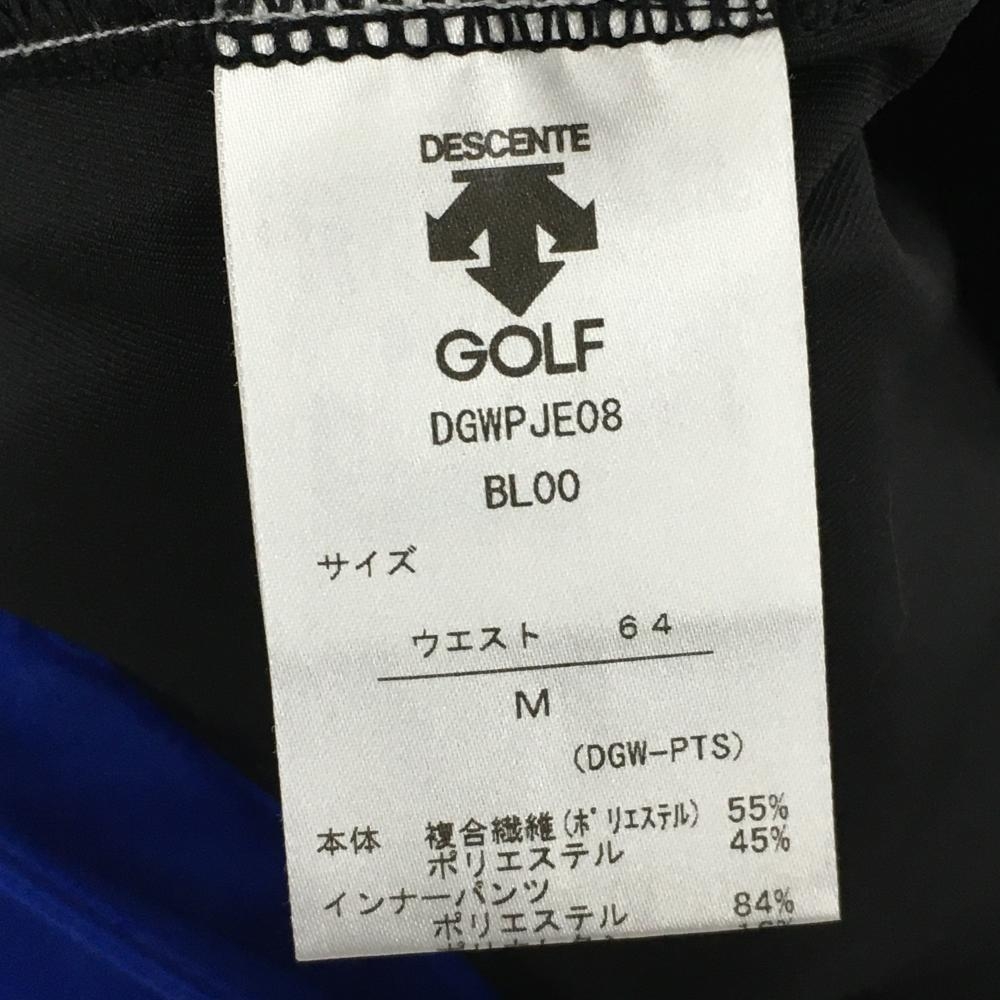 DESCENTE
GOLF
DGWPJE08
BL00
サイズ
ウエスト 64
M
(DGW-PTS)
本体 複合繊維(ポリエステル) 55%
ポリエステル 45%
インナーパンツ
ポリエステル 84%